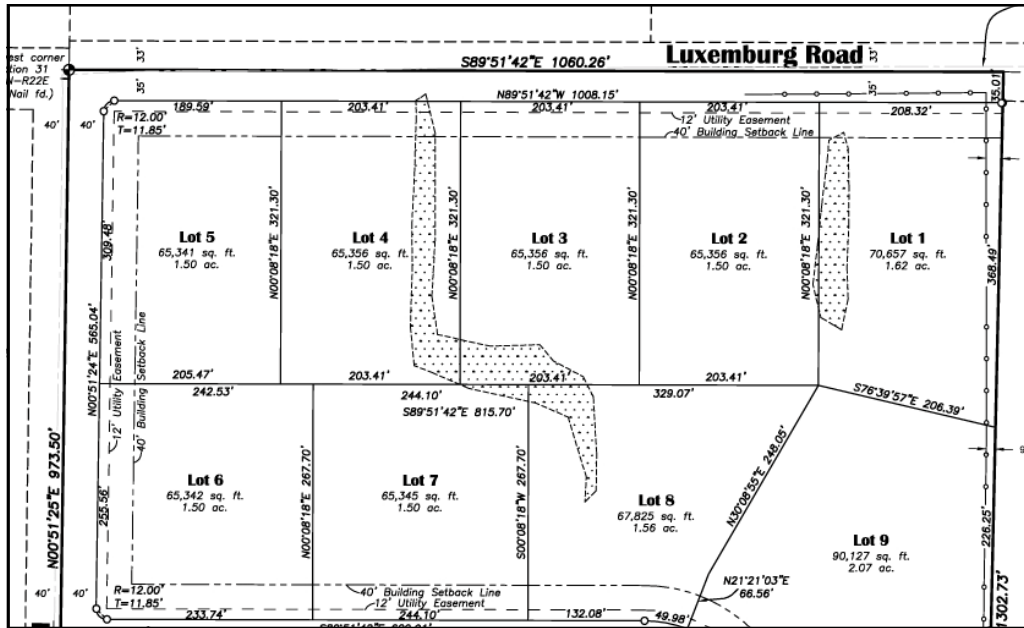 Luxemburg Road
S89°51'42"E 1060.26'
est corner
tion 31
N-R22E
Nail fd.)
33'
33'
35'
35'
35.01'
N89°51'42"W 1008.15'
189.59'
203.41'
203.41'
203.41'
208.32'
40'
40'
R=12.00'
T=11.85'
12' Utility Easement
40' Building Setback Line
309.48'
N00°08'18"E 321.30'
N00°08'18"E 321.30'
N00°08'18"E 321.30'
N00°08'18"E 321.30'
Lot 5
65,341 sq. ft.
1.50 ac.
Lot 4
65,356 sq. ft.
1.50 ac.
Lot 3
65,356 sq. ft.
1.50 ac.
Lot 2
65,356 sq. ft.
1.50 ac.
Lot 1
70,657 sq. ft.
1.62 ac.
368.49'
N00°51'24"E 565.04'
12' Utility Easement
40' Building Setback Line
205.47'
203.41'
203.41'
203.41'
242.53'
244.10'
329.07'
S89°51'42"E 815.70'
S76°39'57"E 206.39'
N00°51'25"E 973.50'
255.56'
N00°08'18"E 267.70'
S00°08'18"W 267.70'
N30°08'55"E 248.05'
Lot 6
65,342 sq. ft.
1.50 ac.
Lot 7
65,345 sq. ft.
1.50 ac.
Lot 8
67,825 sq. ft.
1.56 ac.
Lot 9
90,127 sq. ft.
2.07 ac.
226.25'
9
N21°21'03"E
66.56'
1302.73'
40'
40'
R=12.00'
T=11.85'
40' Building Setback Line
12' Utility Easement
233.74'
244.10'
132.08'
49.98'